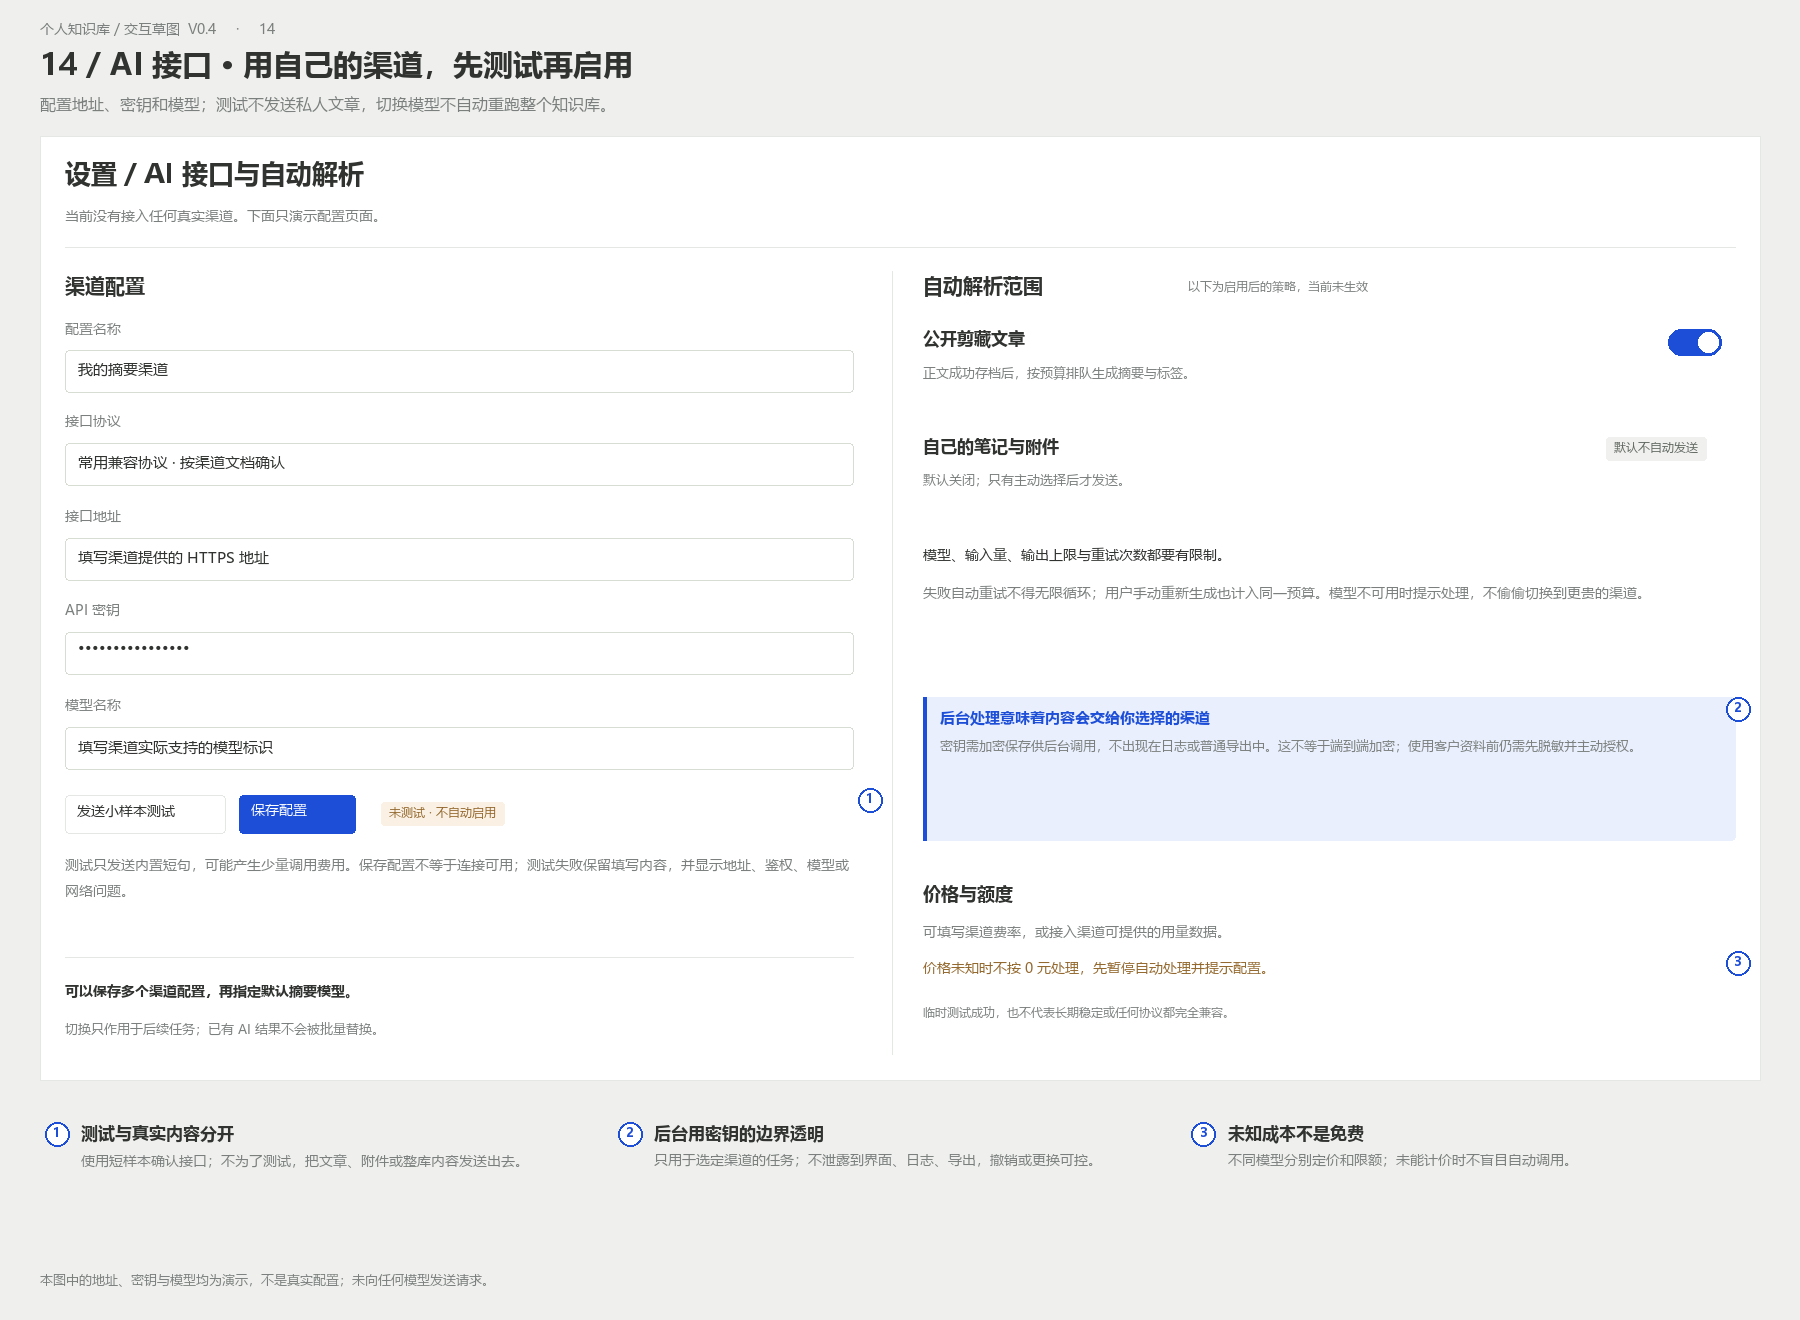 个人知识库 / 交互草图 V0.4 · 14
14 / AI 接口 • 用自己的渠道，先测试再启用
配置地址、密钥和模型；测试不发送私人文章，切换模型不自动重跑整个知识库。
设置 / AI 接口与自动解析
当前没有接入任何真实渠道。下面只演示配置页面。
渠道配置
配置名称
我的摘要渠道
接口协议
常用兼容协议 · 按渠道文档确认
接口地址
填写渠道提供的 HTTPS 地址
API 密钥
••••••••••••••••
模型名称
填写渠道实际支持的模型标识
发送小样本测试
保存配置
未测试 · 不自动启用
1
测试只发送内置短句，可能产生少量调用费用。保存配置不等于连接可用；测试失败保留填写内容，并显示地址、鉴权、模型或
网络问题。
可以保存多个渠道配置，再指定默认摘要模型。
切换只作用于后续任务；已有 AI 结果不会被批量替换。
自动解析范围
以下为启用后的策略，当前未生效
公开剪藏文章
正文成功存档后，按预算排队生成摘要与标签。
自己的笔记与附件
默认不自动发送
默认关闭；只有主动选择后才发送。
模型、输入量、输出上限与重试次数都要有限制。
失败自动重试不得无限循环；用户手动重新生成也计入同一预算。模型不可用时提示处理，不偷偷切换到更贵的渠道。
后台处理意味着内容会交给你选择的渠道
2
密钥需加密保存供后台调用，不出现在日志或普通导出中。这不等于端到端加密；使用客户资料前仍需先脱敏并主动授权。
价格与额度
可填写渠道费率，或接入渠道可提供的用量数据。
价格未知时不按 0 元处理，先暂停自动处理并提示配置。
3
临时测试成功，也不代表长期稳定或任何协议都完全兼容。
1 测试与真实内容分开
使用短样本确认接口；不为了测试，把文章、附件或整库内容发送出去。
2 后台用密钥的边界透明
只用于选定渠道的任务；不泄露到界面、日志、导出，撤销或更换可控。
3 未知成本不是免费
不同模型分别定价和限额；未能计价时不盲目自动调用。
本图中的地址、密钥与模型均为演示，不是真实配置；未向任何模型发送请求。